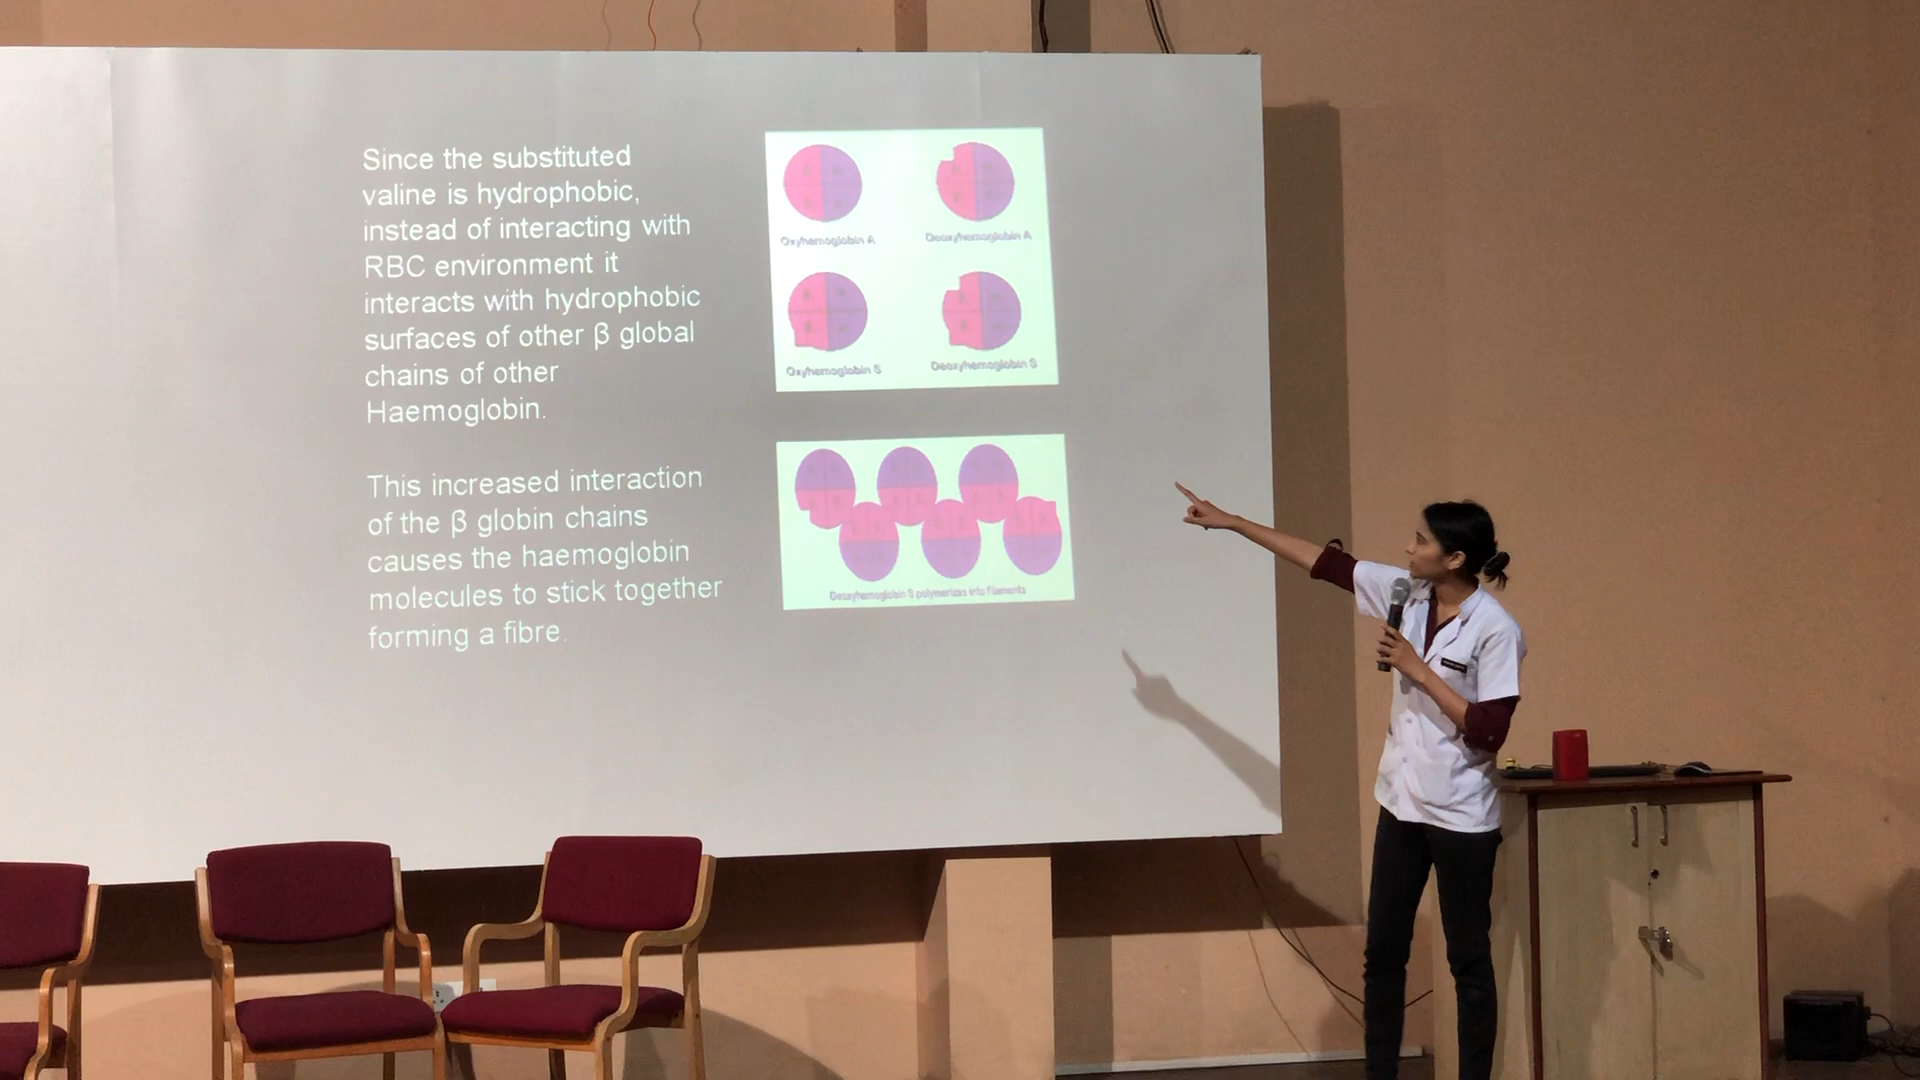 Since the substituted
valine is hydrophobic,
instead of interacting with
RBC environment it
interacts with hydrophobic
surfaces of other β global
chains of other
Haemoglobin.
This increased interaction
of the β globin chains
causes the haemoglobin
molecules to stick together
forming a fibre.
Oxyhemoglobin A
Deoxyhemoglobin A
Oxyhemoglobin S
Deoxyhemoglobin S
Deoxyhemoglobin S polymerizes into filaments